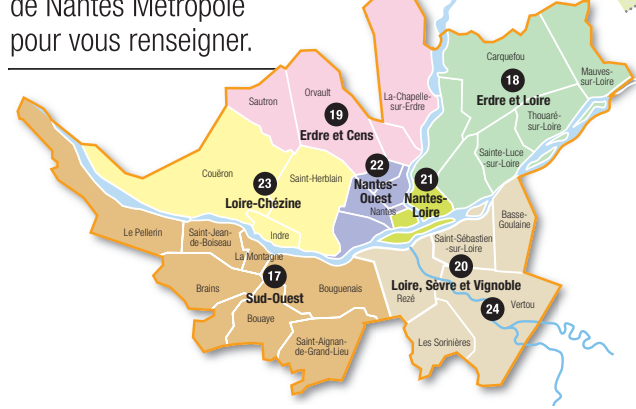 de Nantes Métropole
pour vous renseigner.
Carquefou
Mauves-
sur-Loire
18
Erdre et Loire
Orvault
La-Chapelle-
sur-Erdre
Sautron
19
Erdre et Cens
Thouaré-
sur-Loire
Sainte-Luce
-sur-Loire
22
Nantes-
Ouest
Nantes
21
Nantes-
Loire
Couëron
Saint-Herblain
23
Loire-Chézine
Indre
Basse-
Goulaine
Le Pellerin
Saint-Jean-
de-Boiseau
La Montagne
Saint-Sébastien
-sur-Loire
20
Loire, Sèvre et Vignoble
17
Sud-Ouest
Brains
Bouguenais
Rezé
24
Vertou
Bouaye
Saint-Aignan-
de-Grand-Lieu
Les Sorinières